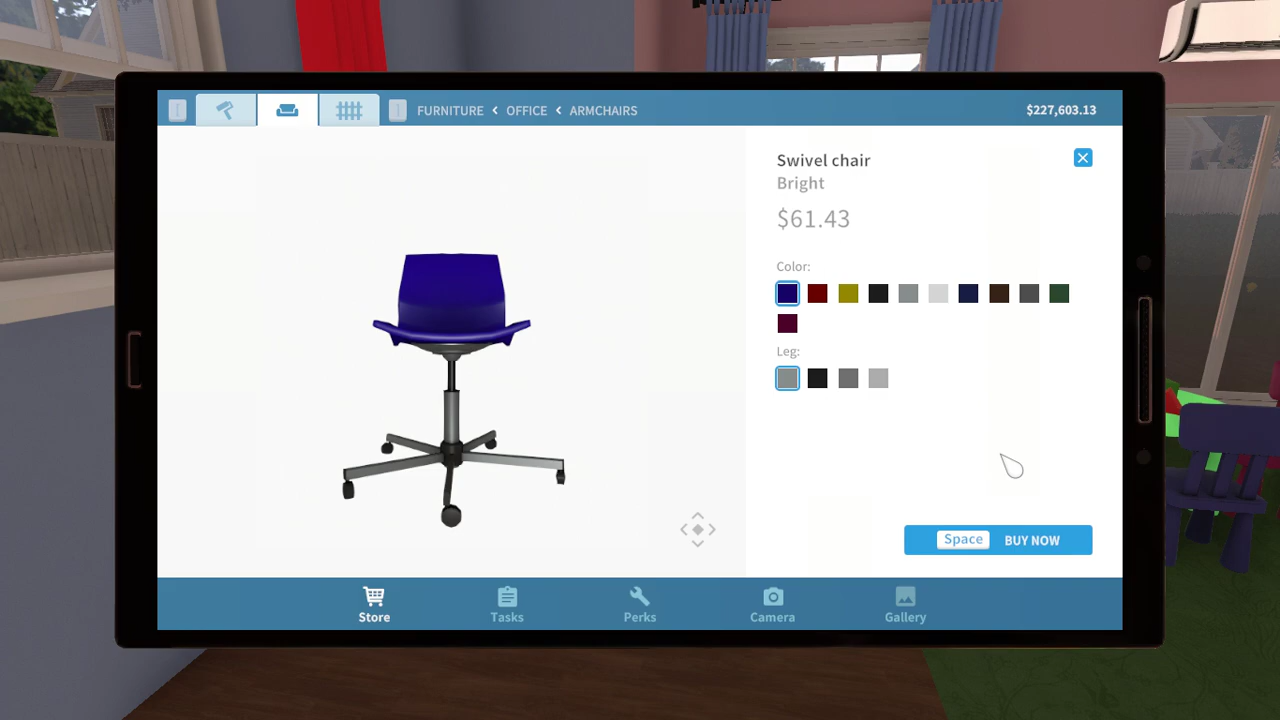 FURNITURE < OFFICE < ARMCHAIRS
$227,603.13
Swivel chair
Bright
$61.43
Color:
Leg:
Space BUY NOW
Store Tasks Perks Camera Gallery